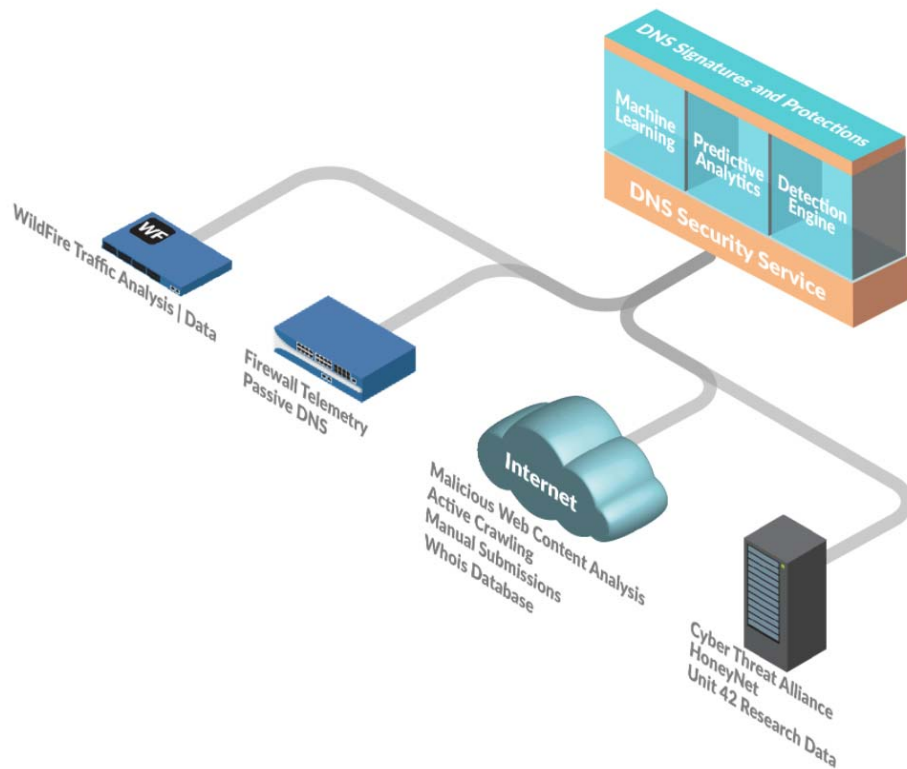 DNS Signatures and Protections
Machine
Learning
Predictive
Analytics
Detection
Engine
DNS Security Service
WF
WildFire Traffic Analysis | Data
Firewall Telemetry
Passive DNS
Internet
Malicious Web Content Analysis
Active Crawling
Manual Submissions
Whois Database
Cyber Threat Alliance
HoneyNet
Unit 42 Research Data